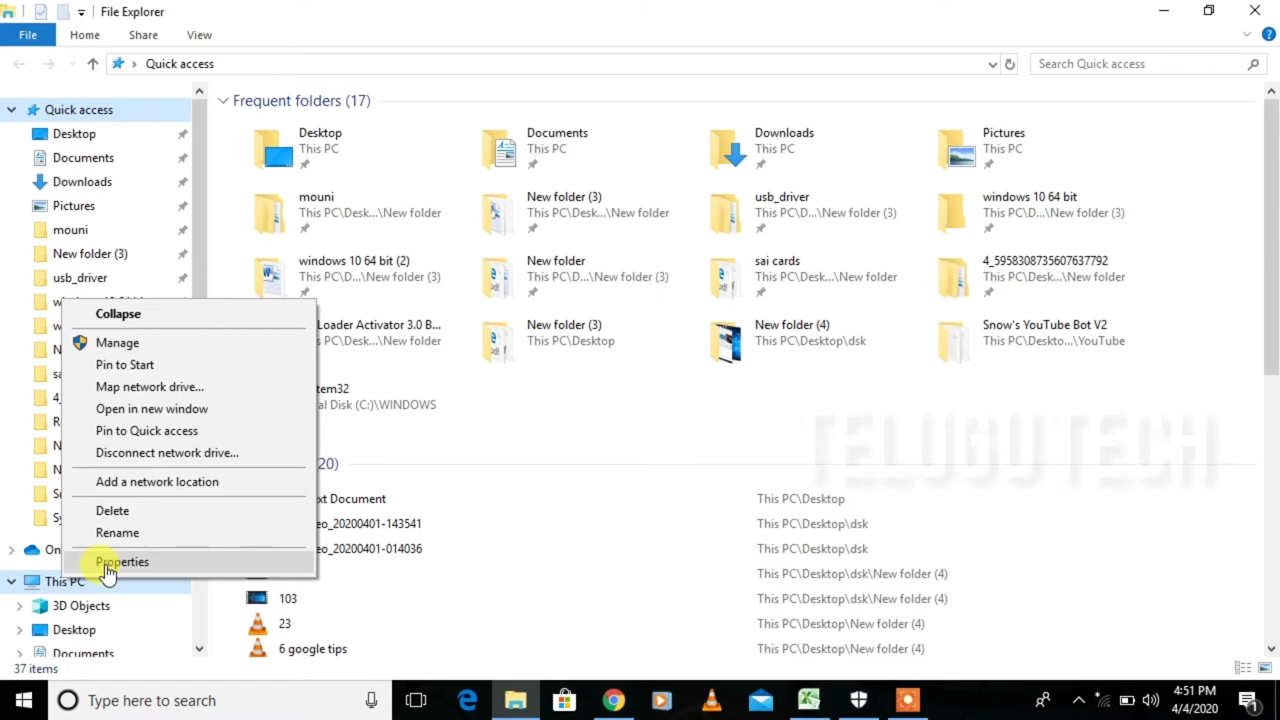 File Explorer
File Home Share View
Quick access
Search Quick access
Quick access
Desktop
Documents
Downloads
Pictures
mouni
New folder (3)
usb_driver
Collapse
Manage
Pin to Start
Map network drive...
Open in new window
Pin to Quick access
Disconnect network drive...
Add a network location
Delete
Rename
Properties
This PC
3D Objects
Desktop
Documents
Frequent folders (17)
Desktop
This PC
Documents
This PC
Downloads
This PC
Pictures
This PC
mouni
This PC\Desk...\New folder
New folder (3)
This PC\Desk...\New folder
usb_driver
This PC\D...\New folder (3)
windows 10 64 bit
This PC\D...\New folder (3)
windows 10 64 bit (2)
This PC\D...\New folder (3)
New folder
This PC\D...\New folder (3)
sai cards
This PC\Desk...\New folder
4_5958308735607637792
This PC\Desk...\New folder
Loader Activator 3.0 B...
This PC\Desk...\New folder
New folder (3)
This PC\Desktop
New folder (4)
This PC\Desktop\dsk
Snow's YouTube Bot V2
This PC\Deskto...\YouTube
tem32
al Disk (C:)\WINDOWS
TELUGU TECH
20)
xt Document This PC\Desktop
eo_20200401-143541 This PC\Desktop\dsk
eo_20200401-014036 This PC\Desktop\dsk
This PC\Desktop\dsk\New folder (4)
103 This PC\Desktop\dsk\New folder (4)
23 This PC\Desktop\dsk\New folder (4)
6 google tips This PC\Desktop\dsk\New folder (4)
37 items
Type here to search
4:51 PM
4/4/2020
1